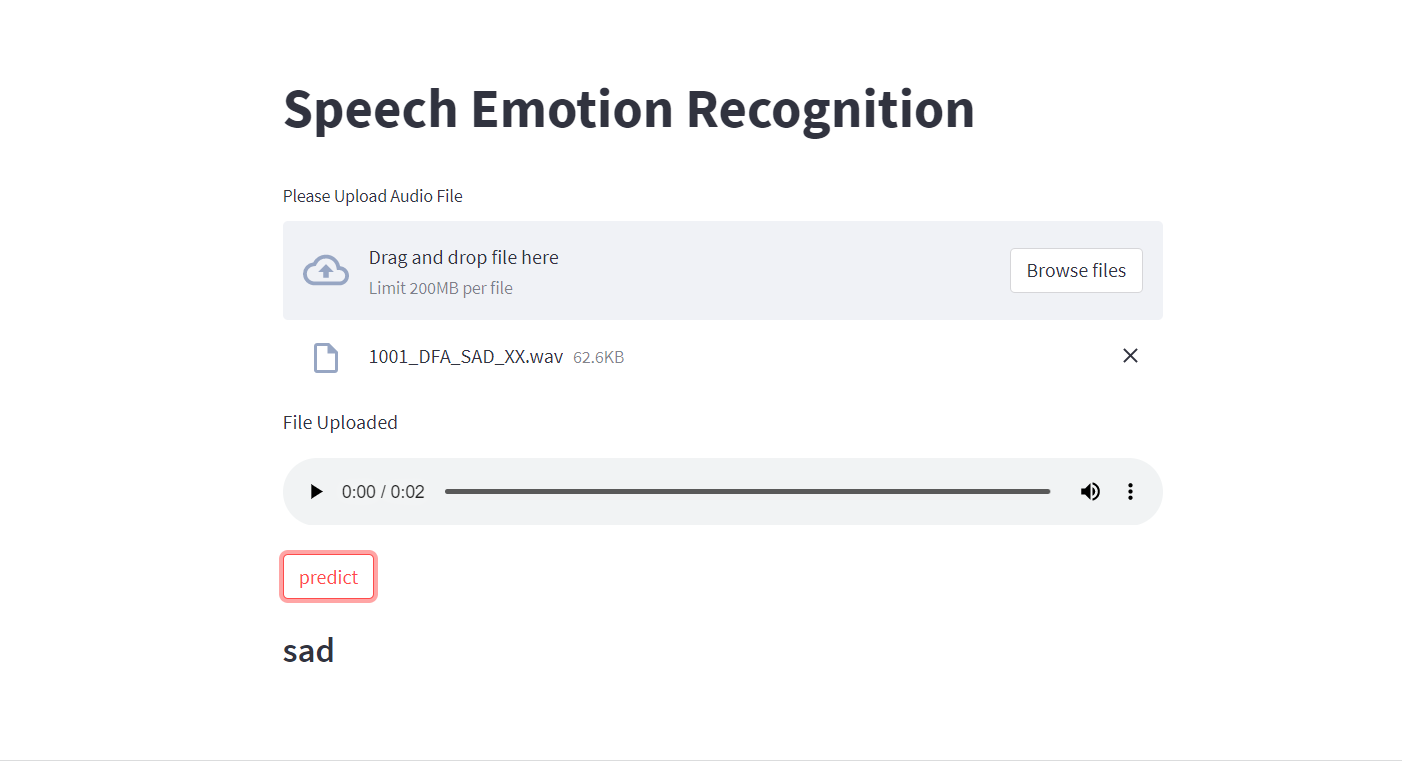 Speech Emotion Recognition
Please Upload Audio File
Drag and drop file here
Limit 200MB per file
Browse files
1001_DFA_SAD_XX.wav 62.6KB
File Uploaded
0:00 / 0:02
predict
sad